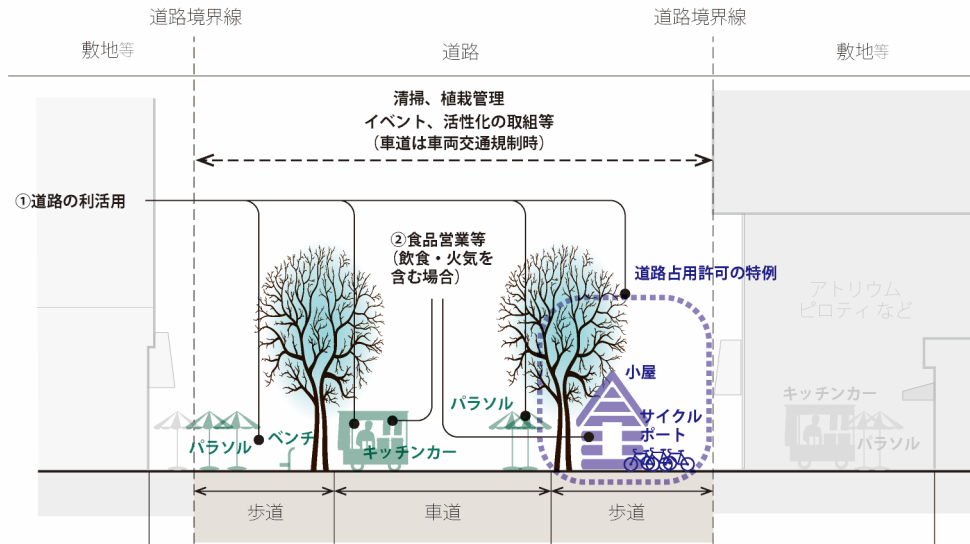 道路境界線
道路境界線
敷地等
道路
敷地等
清掃、植栽管理
イベント、活性化の取組等
（車道は車両交通規制時）
①道路の利活用
②食品営業等
（飲食・火気を
含む場合）
道路占用許可の特例
アトリウム
ピロティ など
小屋
キッチンカー
パラソル
サイクル
ポート
パラソル
ベンチ
キッチンカー
パラソル
歩道
車道
歩道